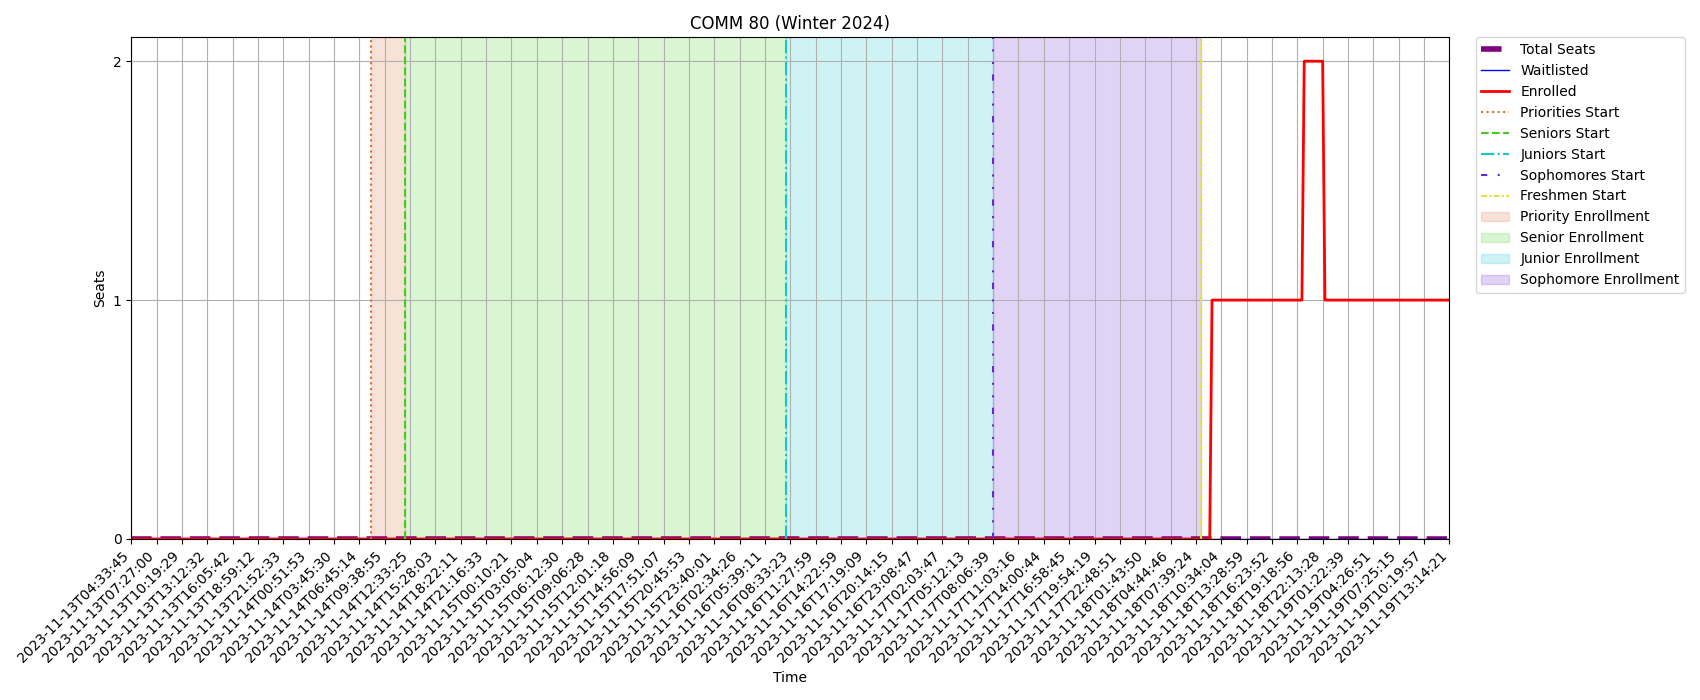 COMM 80 (Winter 2024)
Seats
2
1
0
2023-11-13T04:33:45
2023-11-13T07:27:00
2023-11-13T10:19:29
2023-11-13T13:12:32
2023-11-13T16:05:42
2023-11-13T18:59:12
2023-11-13T21:52:33
2023-11-14T00:51:53
2023-11-14T03:45:30
2023-11-14T06:45:14
2023-11-14T09:38:55
2023-11-14T12:33:25
2023-11-14T15:28:03
2023-11-14T18:22:11
2023-11-14T21:16:33
2023-11-15T00:10:21
2023-11-15T03:05:04
2023-11-15T06:12:30
2023-11-15T09:06:28
2023-11-15T12:01:18
2023-11-15T14:56:09
2023-11-15T17:51:07
2023-11-15T20:45:53
2023-11-15T23:40:01
2023-11-16T02:34:26
2023-11-16T05:39:11
2023-11-16T08:33:23
2023-11-16T11:27:59
2023-11-16T14:22:59
2023-11-16T17:19:09
2023-11-16T20:14:15
2023-11-16T23:08:47
2023-11-17T02:03:47
2023-11-17T05:12:13
2023-11-17T08:06:39
2023-11-17T11:03:16
2023-11-17T14:00:44
2023-11-17T16:58:45
2023-11-17T19:54:19
2023-11-17T22:48:51
2023-11-18T01:43:50
2023-11-18T04:44:46
2023-11-18T07:39:24
2023-11-18T10:34:04
2023-11-18T13:28:59
2023-11-18T16:23:52
2023-11-18T19:18:56
2023-11-18T22:13:28
2023-11-19T01:22:39
2023-11-19T04:26:51
2023-11-19T07:25:15
2023-11-19T10:19:57
2023-11-19T13:14:21
Time
Total Seats
Waitlisted
Enrolled
Priorities Start
Seniors Start
Juniors Start
Sophomores Start
Freshmen Start
Priority Enrollment
Senior Enrollment
Junior Enrollment
Sophomore Enrollment